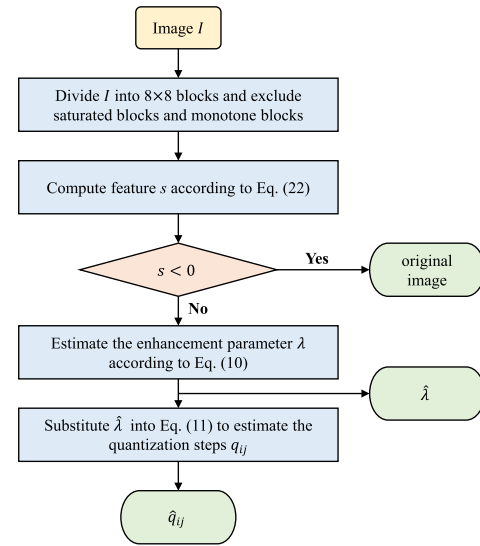 Image I
Divide I into 8×8 blocks and exclude
saturated blocks and monotone blocks
Compute feature s according to Eq. (22)
s < 0
Yes
original
image
No
Estimate the enhancement parameter λ
according to Eq. (10)
λ̂
Substitute λ̂ into Eq. (11) to estimate the
quantization steps qᵢⱼ
q̂ᵢⱼ